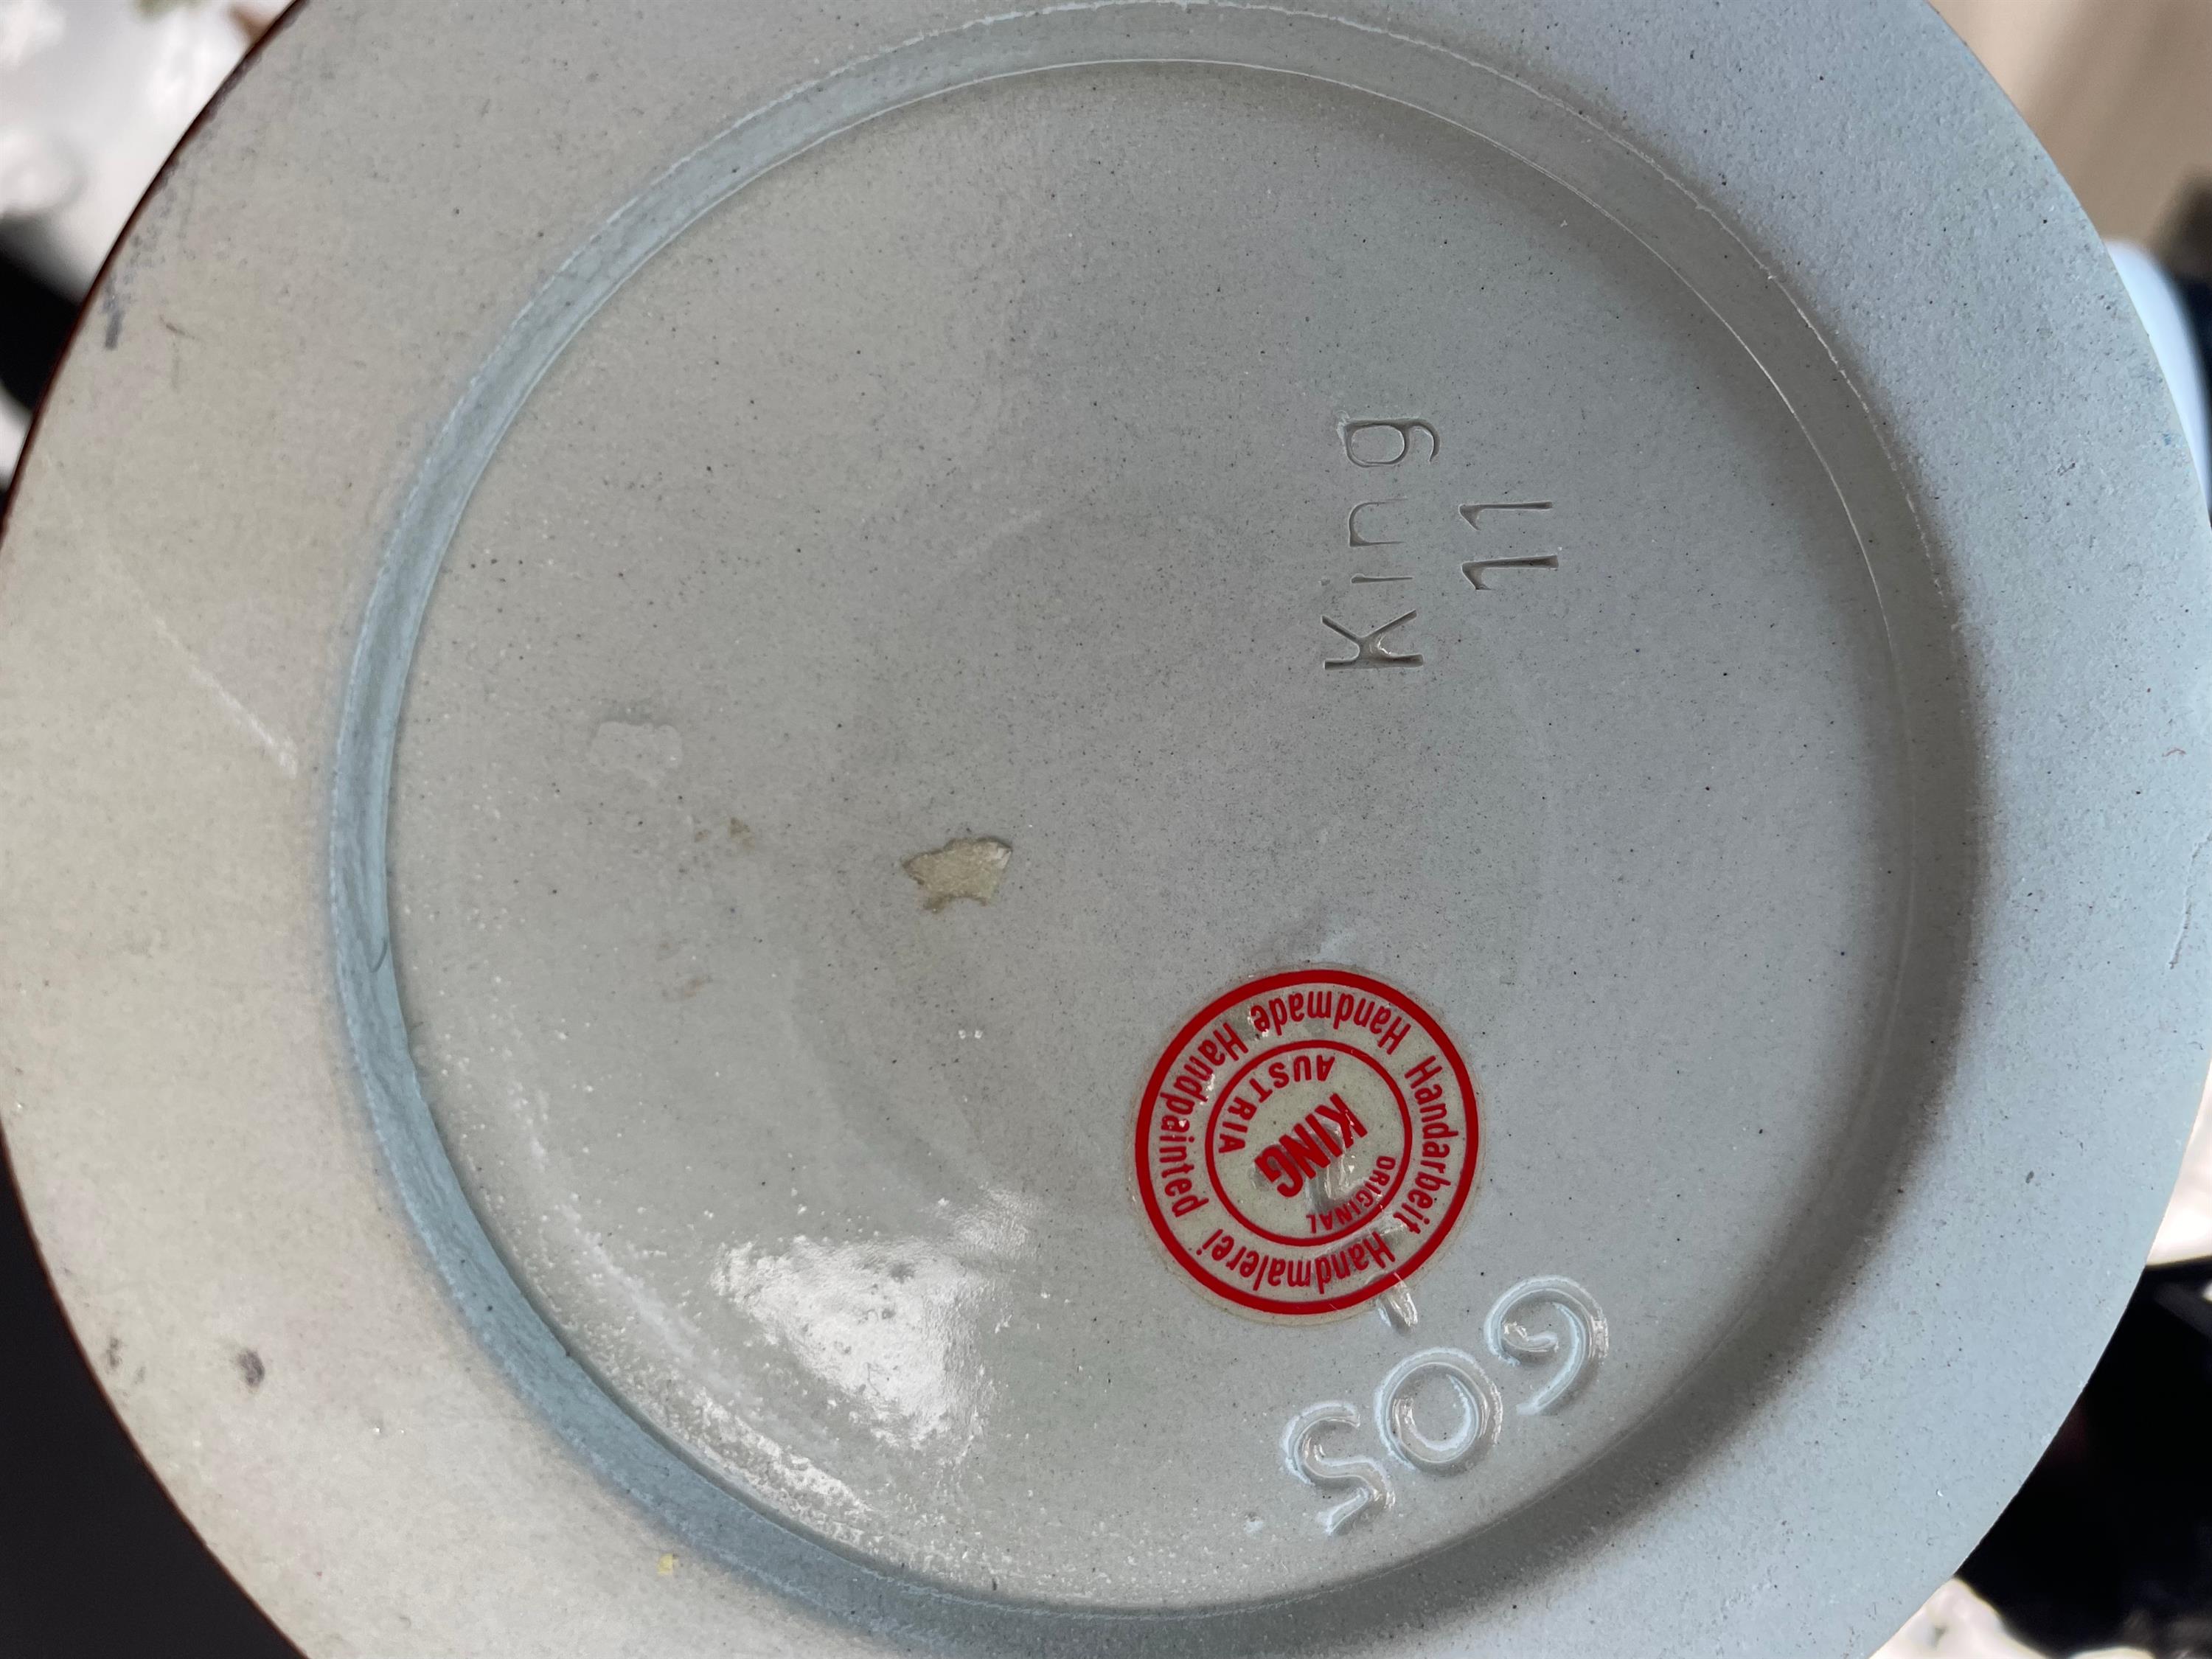 King
11
Handarbeit Handmalerei
ORIGINAL
KING
AUSTRIA
Handmade Handpainted
605